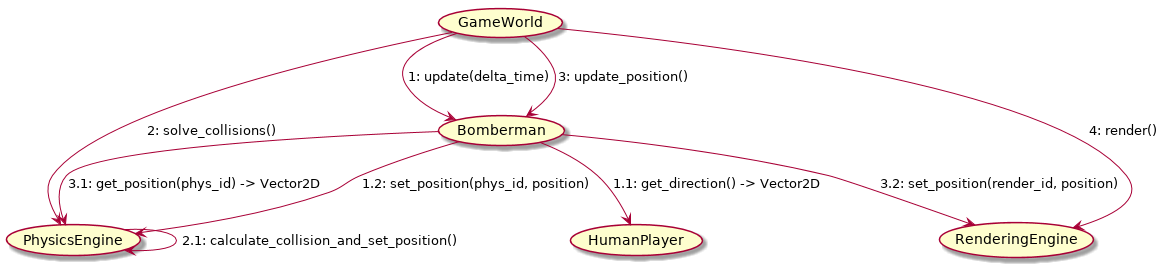 GameWorld
1: update(delta_time)
3: update_position()
2: solve_collisions()
Bomberman
4: render()
3.1: get_position(phys_id) -> Vector2D
1.2: set_position(phys_id, position)
1.1: get_direction() -> Vector2D
3.2: set_position(render_id, position)
PhysicsEngine
2.1: calculate_collision_and_set_position()
HumanPlayer
RenderingEngine